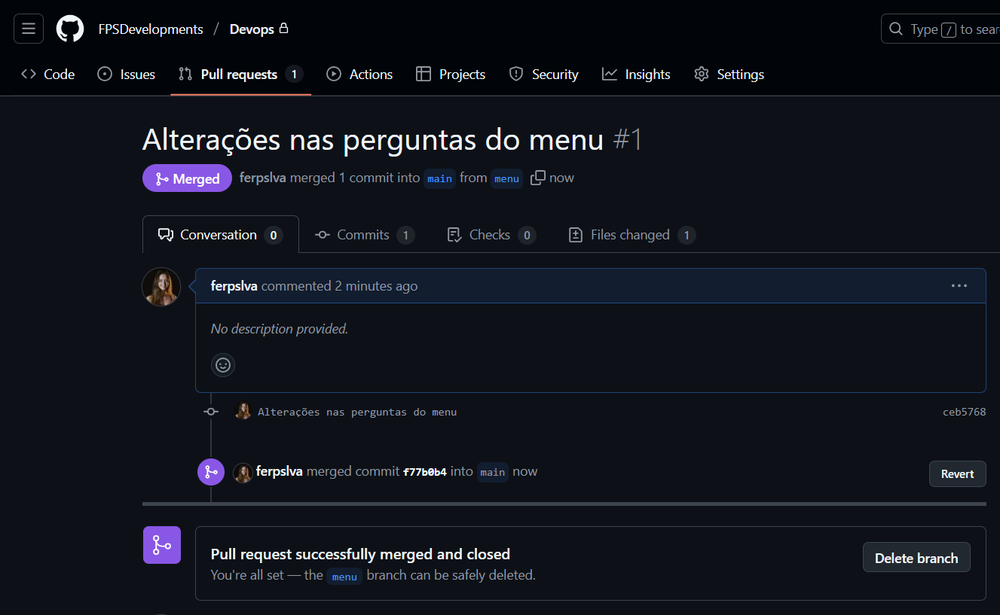 FPSDevelopments / Devops Type / to sear
Code Issues Pull requests 1 Actions Projects Security Insights Settings
Alterações nas perguntas do menu #1
Merged ferpslva merged 1 commit into main from menu now
Conversation 0 Commits 1 Checks 0 Files changed 1
ferpslva commented 2 minutes ago
No description provided.
Alterações nas perguntas do menu ceb5768
ferpslva merged commit f77b0b4 into main now
Revert
Pull request successfully merged and closed
Delete branch
You're all set — the menu branch can be safely deleted.